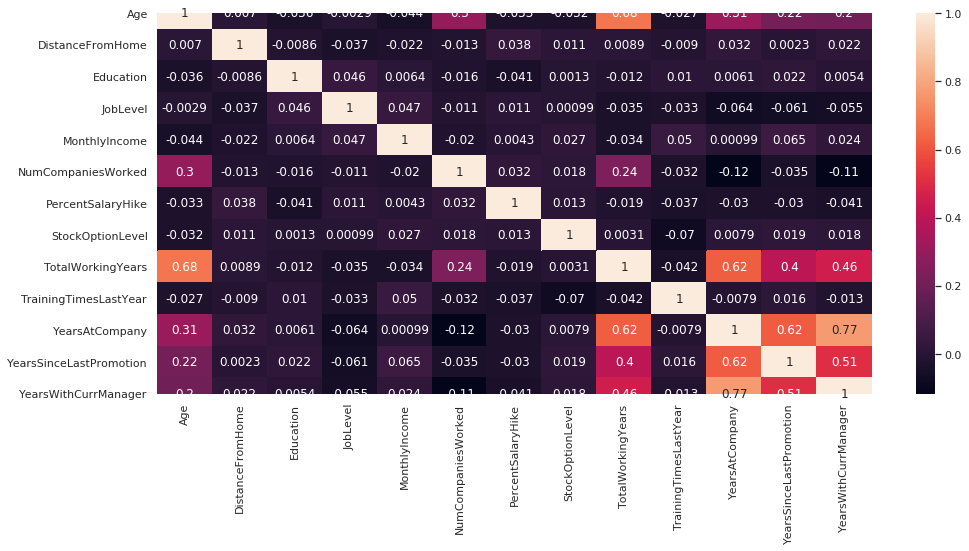 Age 1 0.007 -0.036 -0.0029 -0.044 0.3 -0.033 -0.032 0.68 -0.027 0.31 0.22 0.2
DistanceFromHome 0.007 1 -0.0086 -0.037 -0.022 -0.013 0.038 0.011 0.0089 -0.009 0.032 0.0023 0.022
Education -0.036 -0.0086 1 0.046 0.0064 -0.016 -0.041 0.0013 -0.012 0.01 0.0061 0.022 0.0054
JobLevel -0.0029 -0.037 0.046 1 0.047 -0.011 0.011 0.00099 -0.035 -0.033 -0.064 -0.061 -0.055
MonthlyIncome -0.044 -0.022 0.0064 0.047 1 -0.02 0.0043 0.027 -0.034 0.05 0.00099 0.065 0.024
NumCompaniesWorked 0.3 -0.013 -0.016 -0.011 -0.02 1 0.032 0.018 0.24 -0.032 -0.12 -0.035 -0.11
PercentSalaryHike -0.033 0.038 -0.041 0.011 0.0043 0.032 1 0.013 -0.019 -0.037 -0.03 -0.03 -0.041
StockOptionLevel -0.032 0.011 0.0013 0.00099 0.027 0.018 0.013 1 0.0031 -0.07 0.0079 0.019 0.018
TotalWorkingYears 0.68 0.0089 -0.012 -0.035 -0.034 0.24 -0.019 0.0031 1 -0.042 0.62 0.4 0.46
TrainingTimesLastYear -0.027 -0.009 0.01 -0.033 0.05 -0.032 -0.037 -0.07 -0.042 1 -0.0079 0.016 -0.013
YearsAtCompany 0.31 0.032 0.0061 -0.064 0.00099 -0.12 -0.03 0.0079 0.62 -0.0079 1 0.62 0.77
YearsSinceLastPromotion 0.22 0.0023 0.022 -0.061 0.065 -0.035 -0.03 0.019 0.4 0.016 0.62 1 0.51
YearsWithCurrManager 0.2 0.022 0.0054 -0.055 0.024 -0.11 -0.041 0.018 0.46 -0.013 0.77 0.51 1
Age
DistanceFromHome
Education
JobLevel
MonthlyIncome
NumCompaniesWorked
PercentSalaryHike
StockOptionLevel
TotalWorkingYears
TrainingTimesLastYear
YearsAtCompany
YearsSinceLastPromotion
YearsWithCurrManager
1.0
0.8
0.6
0.4
0.2
0.0